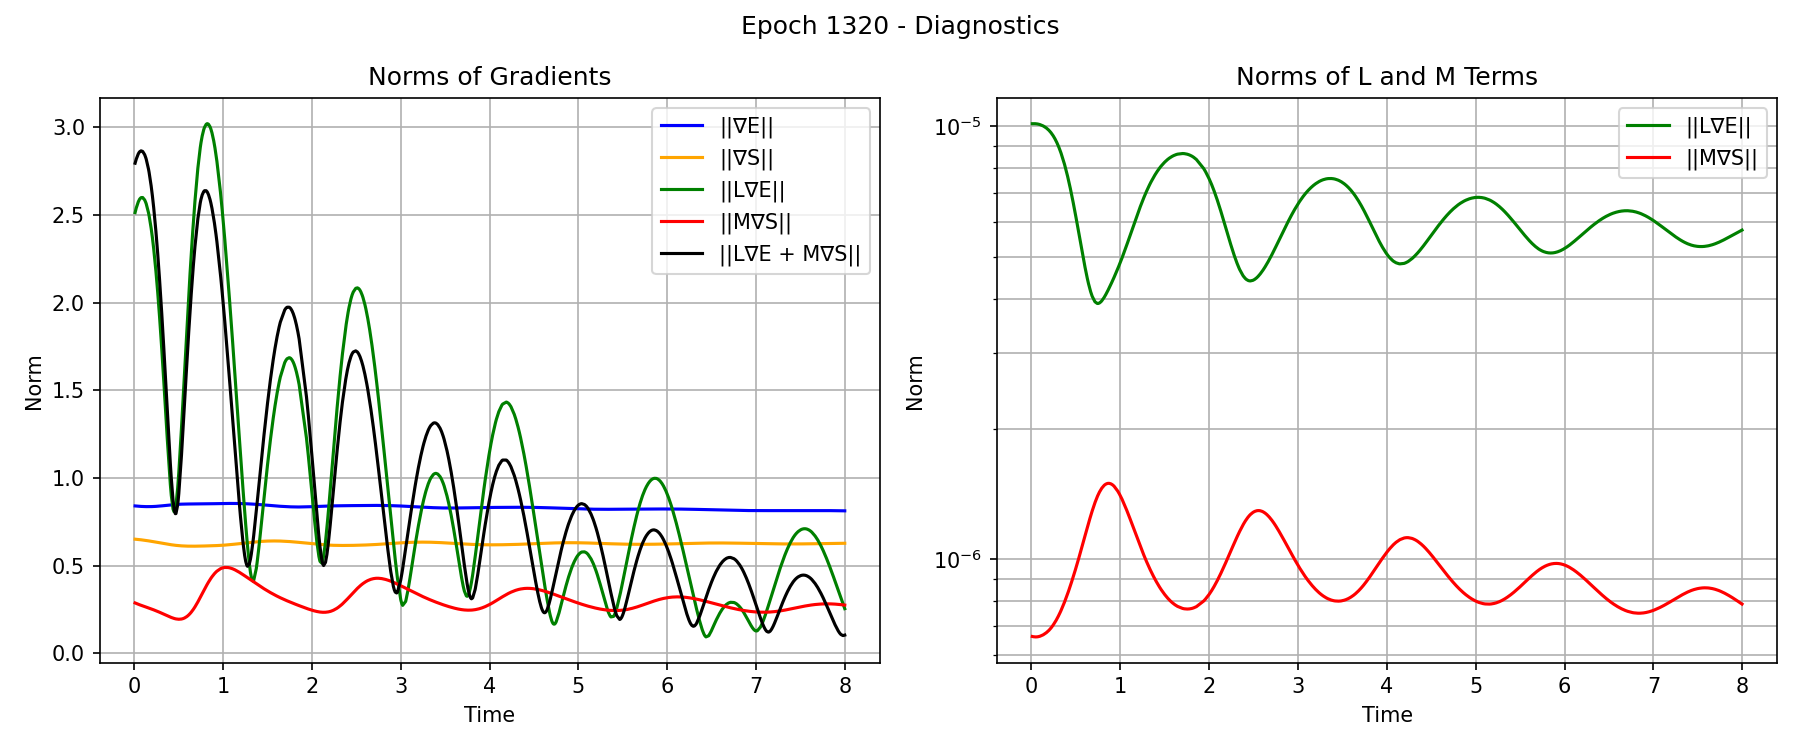 Epoch 1320 - Diagnostics
Norms of Gradients
Norm
3.0
2.5
2.0
1.5
1.0
0.5
0.0
||∇E||
||∇S||
||L∇E||
||M∇S||
||L∇E + M∇S||
0 1 2 3 4 5 6 7 8
Time
Norms of L and M Terms
Norm
10⁻⁵
10⁻⁶
||L∇E||
||M∇S||
0 1 2 3 4 5 6 7 8
Time